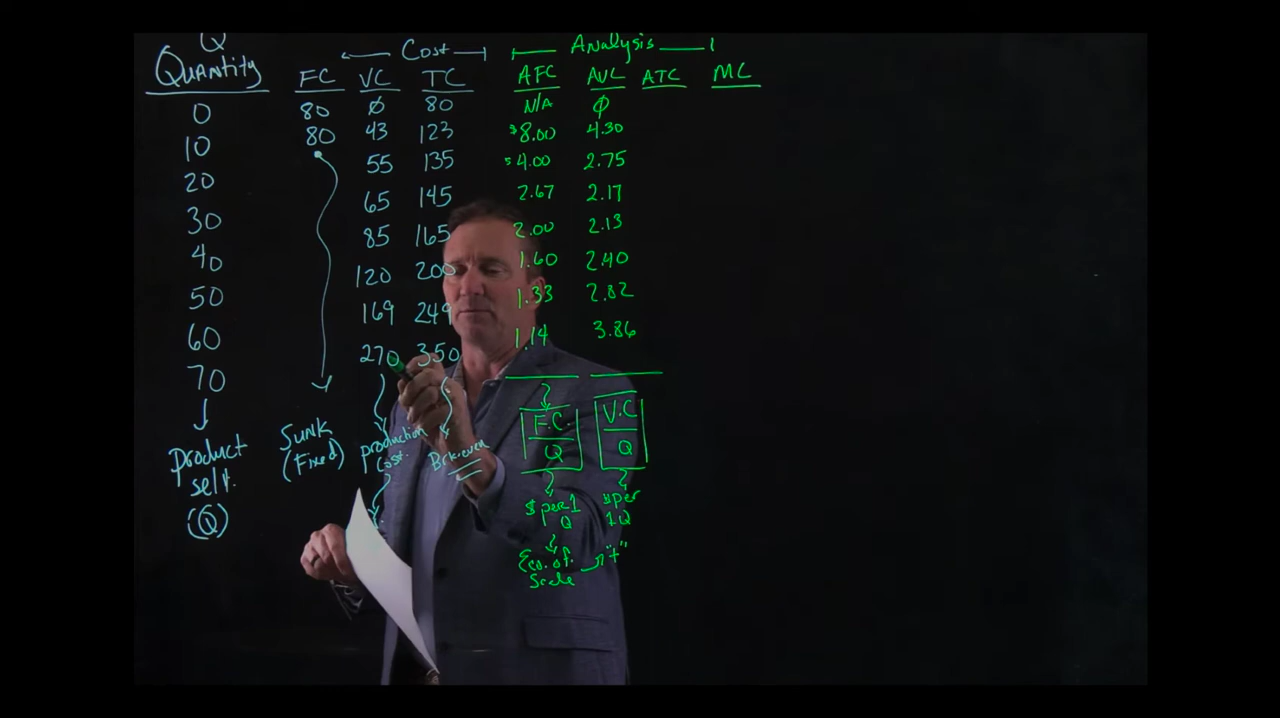 Q
Quantity
Cost
Analysis
FC VC TC AFC AVC ATC MC
0 80 ϕ 80 N/A ϕ
10 80 43 123 $8.00 4.30
20 55 135 $4.00 2.75
30 65 145 2.67 2.17
40 85 165 2.00 2.13
50 120 200 1.60 2.40
60 169 249 1.33 2.82
70 270 350 1.14 3.86
Product
self.
(Q)
Sunk
(Fixed)
production
Cost.
Brk.even
F.C.
Q
V.C
Q
$ per 1
Q
$ per
1 Q
Eco. of.
Scale
"+"